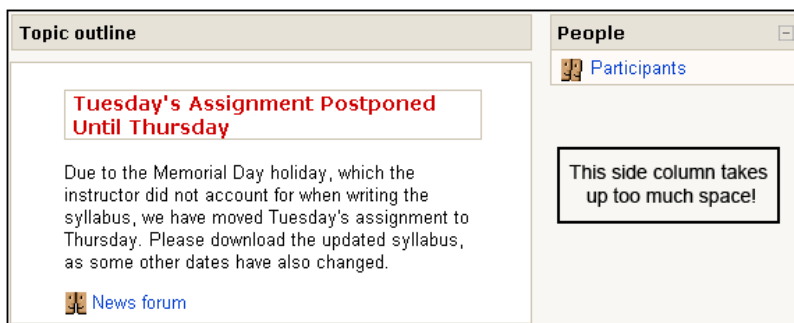 Topic outline
Tuesday's Assignment Postponed
Until Thursday
Due to the Memorial Day holiday, which the
instructor did not account for when writing the
syllabus, we have moved Tuesday's assignment to
Thursday. Please download the updated syllabus,
as some other dates have also changed.
News forum
People
Participants
This side column takes
up too much space!